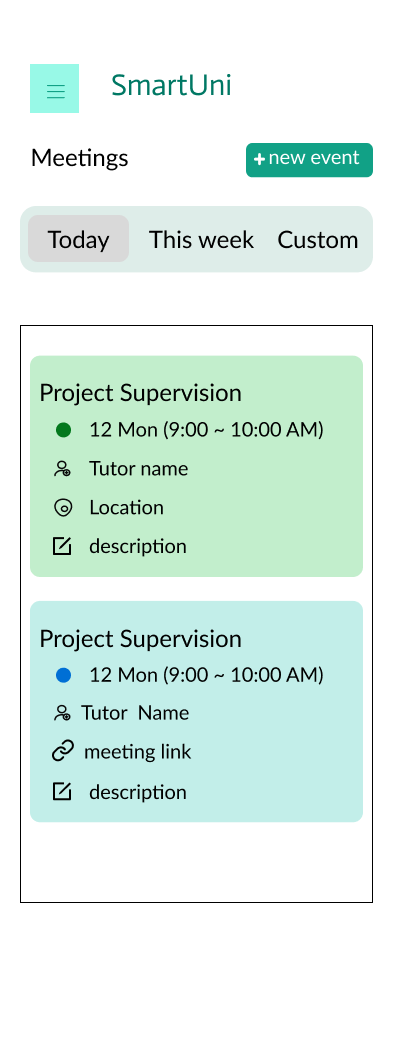 SmartUni
Meetings
+ new event
Today This week Custom
Project Supervision
12 Mon (9:00 ~ 10:00 AM)
Tutor name
Location
description
Project Supervision
12 Mon (9:00 ~ 10:00 AM)
Tutor Name
meeting link
description